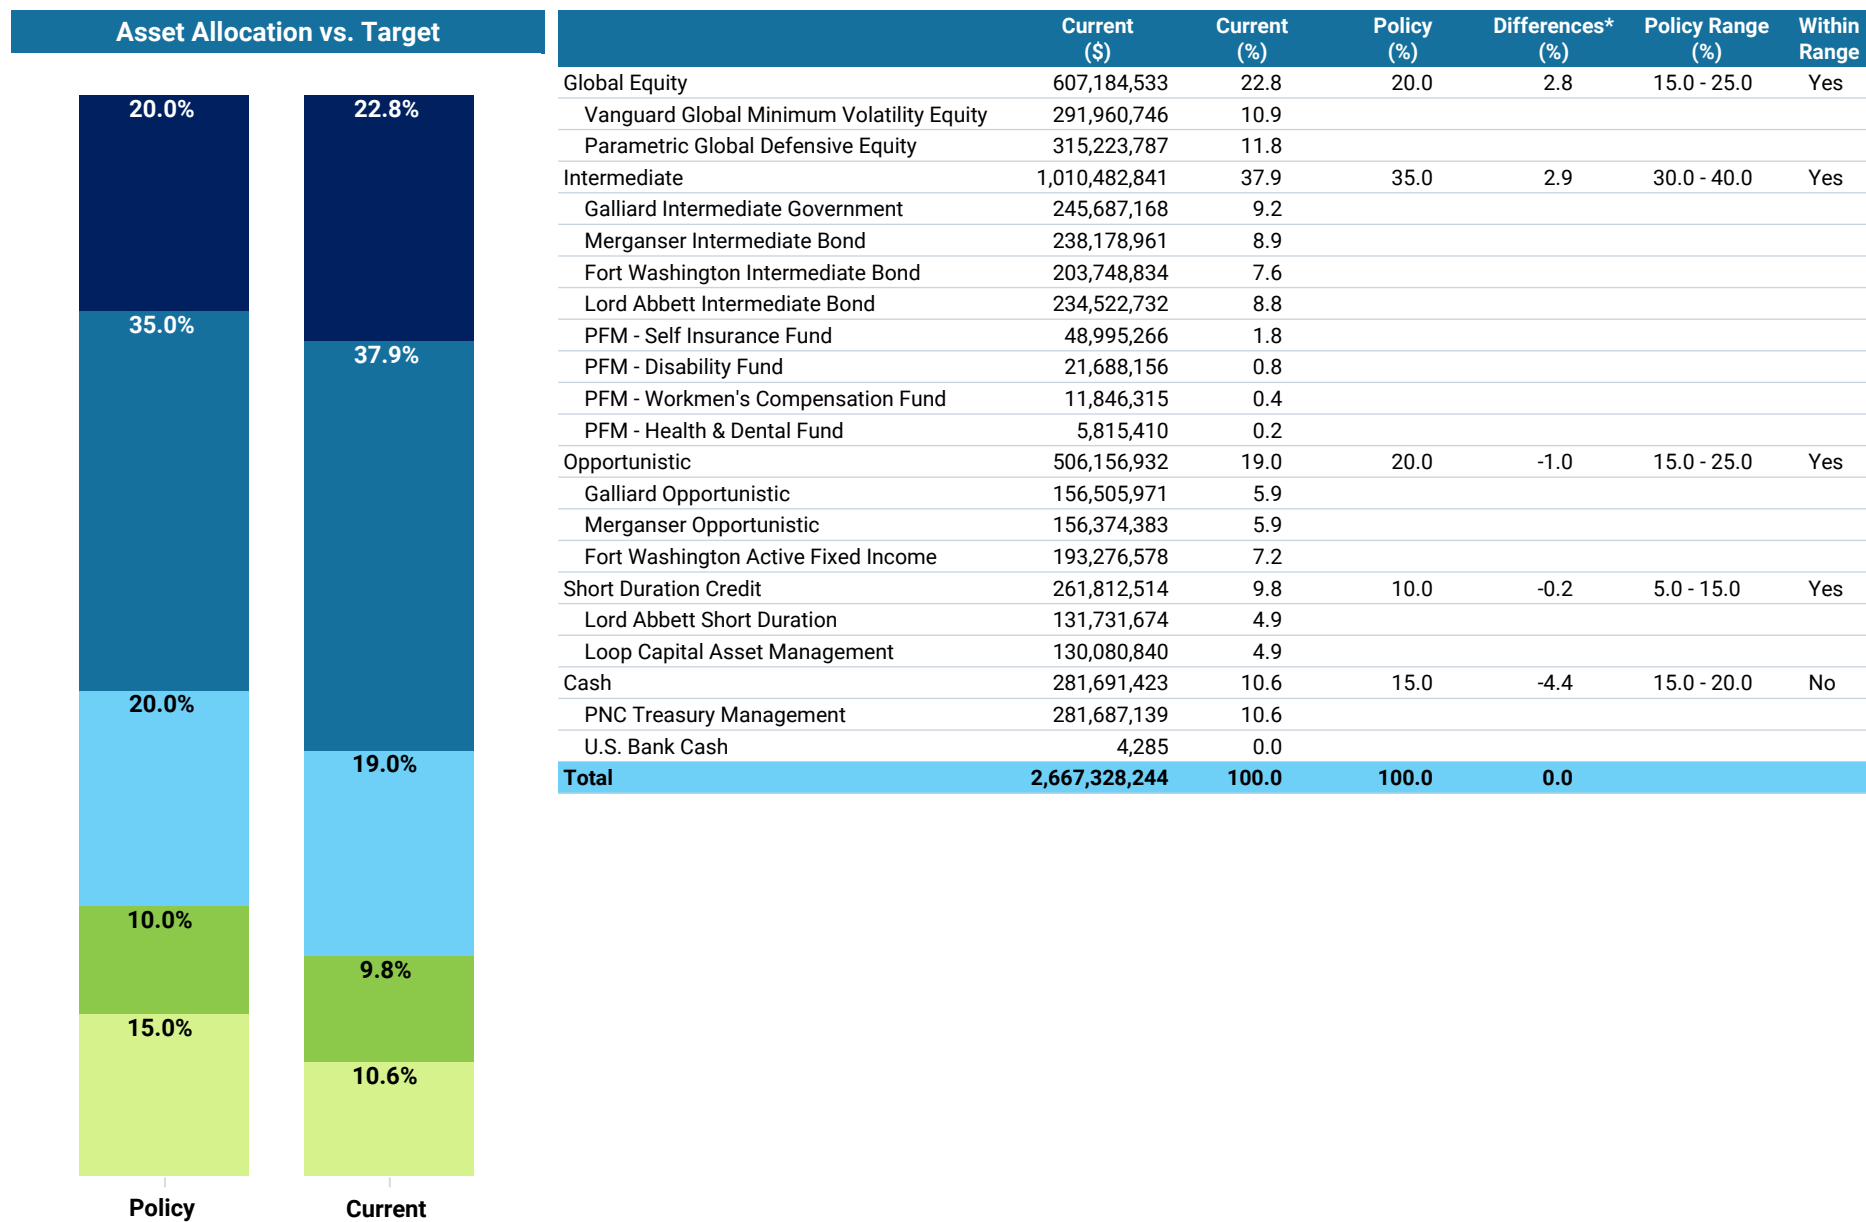 Asset Allocation vs. Target
20.0%
22.8%
35.0%
37.9%
20.0%
19.0%
10.0%
9.8%
15.0%
10.6%
Policy
Current
Current ($) Current (%) Policy (%) Differences* (%) Policy Range (%) Within Range
Global Equity 607,184,533 22.8 20.0 2.8 15.0 - 25.0 Yes
Vanguard Global Minimum Volatility Equity 291,960,746 10.9
Parametric Global Defensive Equity 315,223,787 11.8
Intermediate 1,010,482,841 37.9 35.0 2.9 30.0 - 40.0 Yes
Galliard Intermediate Government 245,687,168 9.2
Merganser Intermediate Bond 238,178,961 8.9
Fort Washington Intermediate Bond 203,748,834 7.6
Lord Abbett Intermediate Bond 234,522,732 8.8
PFM - Self Insurance Fund 48,995,266 1.8
PFM - Disability Fund 21,688,156 0.8
PFM - Workmen's Compensation Fund 11,846,315 0.4
PFM - Health & Dental Fund 5,815,410 0.2
Opportunistic 506,156,932 19.0 20.0 -1.0 15.0 - 25.0 Yes
Galliard Opportunistic 156,505,971 5.9
Merganser Opportunistic 156,374,383 5.9
Fort Washington Active Fixed Income 193,276,578 7.2
Short Duration Credit 261,812,514 9.8 10.0 -0.2 5.0 - 15.0 Yes
Lord Abbett Short Duration 131,731,674 4.9
Loop Capital Asset Management 130,080,840 4.9
Cash 281,691,423 10.6 15.0 -4.4 15.0 - 20.0 No
PNC Treasury Management 281,687,139 10.6
U.S. Bank Cash 4,285 0.0
Total 2,667,328,244 100.0 100.0 0.0